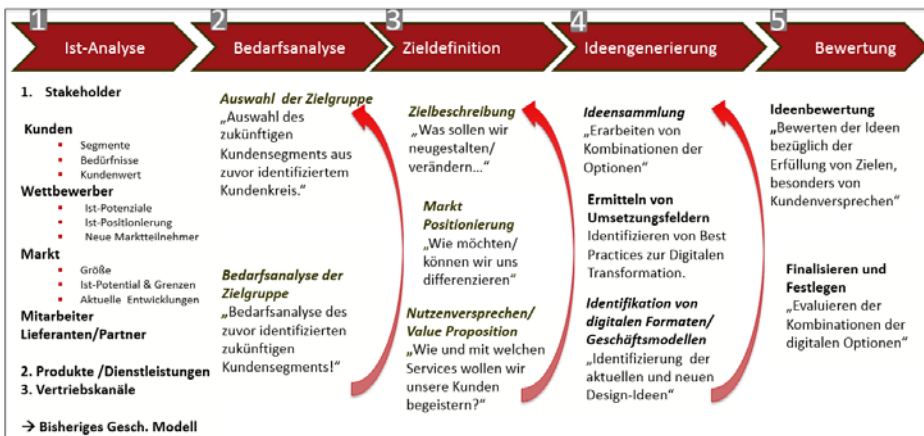 1
Ist-Analyse
2
Bedarfsanalyse
3
Zieldefinition
4
Ideengenerierung
5
Bewertung
1. Stakeholder
Kunden
▪ Segmente
▪ Bedürfnisse
▪ Kundenwert
Wettbewerber
▪ Ist-Potenziale
▪ Ist-Positionierung
▪ Neue Marktteilnehmer
Markt
▪ Größe
▪ Ist-Potential & Grenzen
▪ Aktuelle Entwicklungen
Mitarbeiter
Lieferanten/Partner
2. Produkte /Dienstleistungen
3. Vertriebskanäle
→ Bisheriges Gesch. Modell
Auswahl der Zielgruppe
„Auswahl des
zukünftigen
Kundensegments aus
zuvor identifiziertem
Kundenkreis.“
Bedarfsanalyse der
Zielgruppe
„Bedarfsanalyse des
zuvor identifizierten
zukünftigen
Kundensegments!“
Zielbeschreibung
„Was sollen wir
neugestalten/
verändern…“
Markt
Positionierung
„Wie möchten/
können wir uns
differenzieren“
Nutzenversprechen/
Value Proposition
„Wie und mit welchen
Services wollen wir
unsere Kunden
begeistern?“
Ideensammlung
„Erarbeiten von
Kombinationen der
Optionen“
Ermitteln von
Umsetzungsfeldern
Identifizieren von Best
Practices zur Digitalen
Transformation.
Identifikation von
digitalen Formaten/
Geschäftsmodellen
„Identifizierung der
aktuellen und neuen
Design-Ideen“
Ideenbewertung
„Bewerten der Ideen
bezüglich der
Erfüllung von Zielen,
besonders von
Kundenversprechen“
Finalisieren und
Festlegen
„Evaluieren der
Kombinationen der
digitalen Optionen“